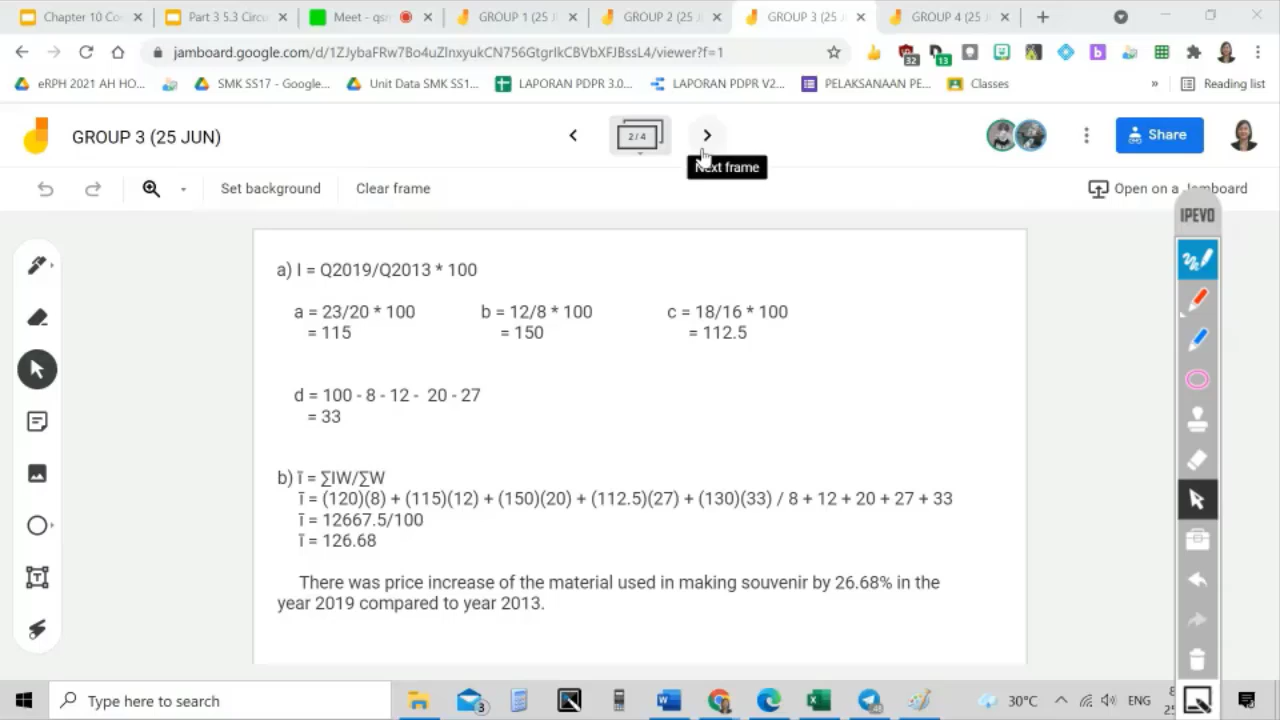 Chapter 10 Co
Part 3 5.3 Circu
Meet - qsn
GROUP 1 (25 J
GROUP 2 (25 J
GROUP 3 (25 J
GROUP 4 (25 J
jamboard.google.com/d/1ZJybaFRw7Bo4uZInxyukCN756GtgrIkCBVbXFJBssL4/viewer?f=1
32
13
b
eRPH 2021 AH HO...
SMK SS17 - Google...
Unit Data SMK SS1...
LAPORAN PDPR 3.0...
LAPORAN PDPR V2...
PELAKSANAAN PE...
Classes
»
Reading list
GROUP 3 (25 JUN)
2/4
Share
Next frame
Set background
Clear frame
Open on a Jamboard
IPEVO
a) I = Q2019/Q2013 * 100
a = 23/20 * 100 b = 12/8 * 100 c = 18/16 * 100
= 115 = 150 = 112.5
d = 100 - 8 - 12 - 20 - 27
= 33
b) ī = ∑IW/∑W
ī = (120)(8) + (115)(12) + (150)(20) + (112.5)(27) + (130)(33) / 8 + 12 + 20 + 27 + 33
ī = 12667.5/100
ī = 126.68
There was price increase of the material used in making souvenir by 26.68% in the
year 2019 compared to year 2013.
Type here to search
3
30°C
ENG